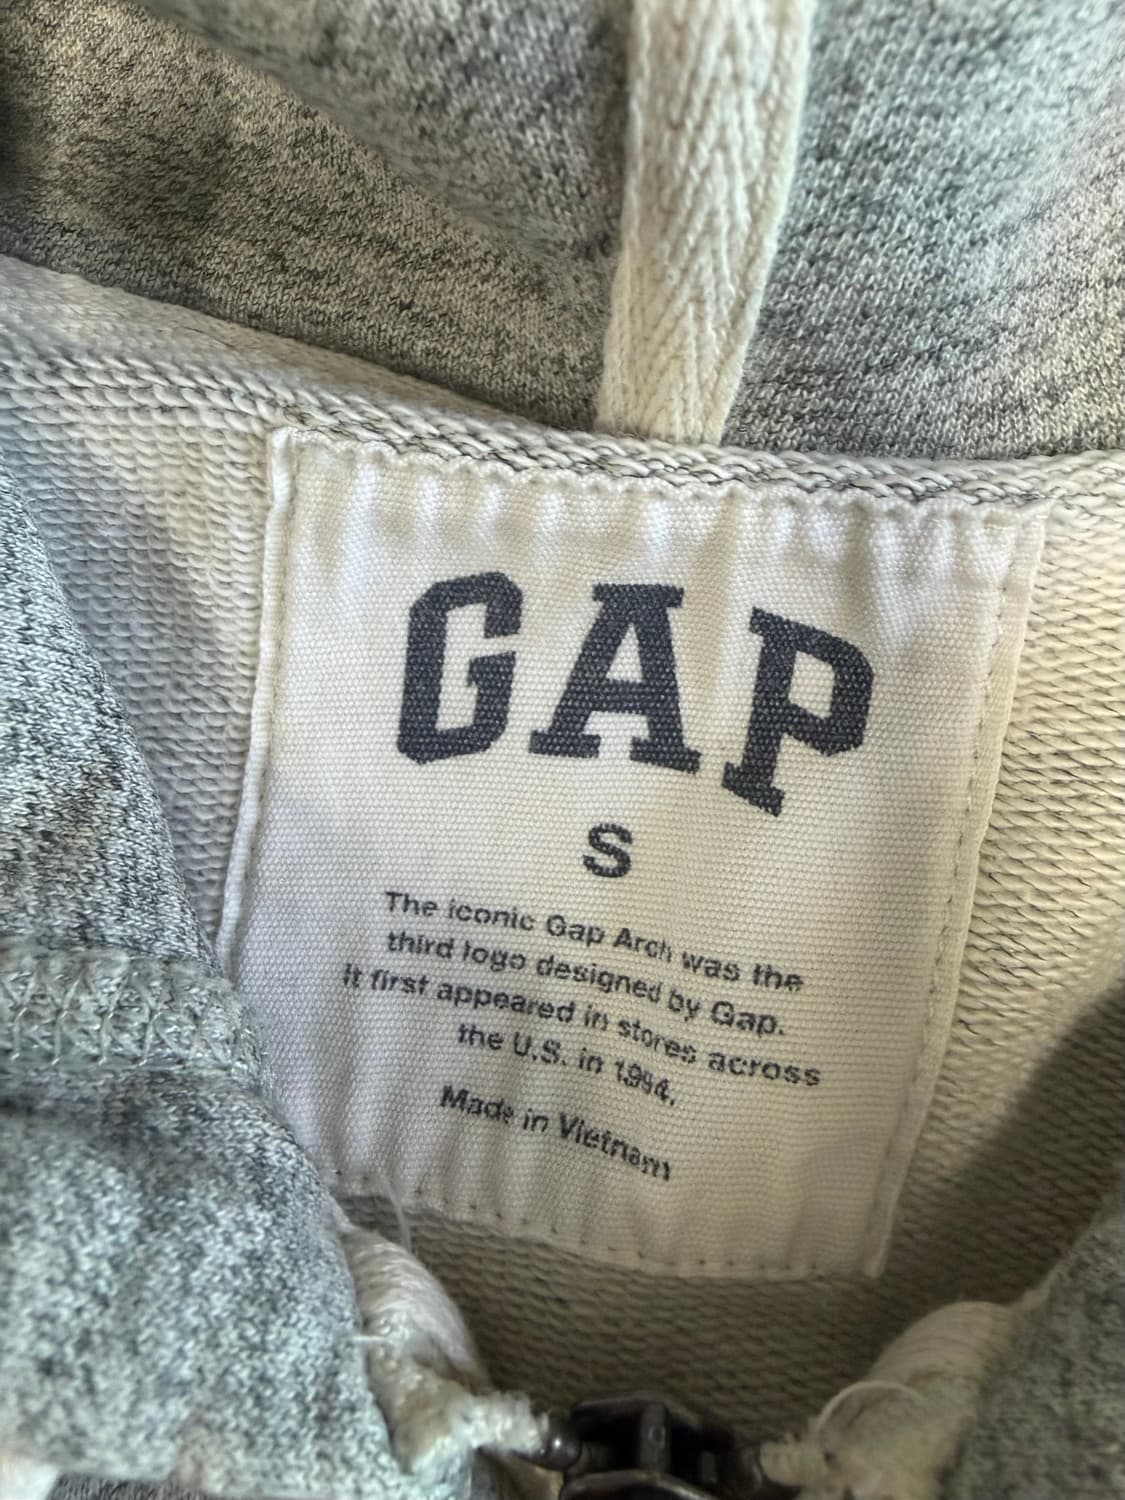 GAP
S
The iconic Gap Arch was the
third logo designed by Gap.
It first appeared in stores across
the U.S. in 1994.
Made in Vietnam